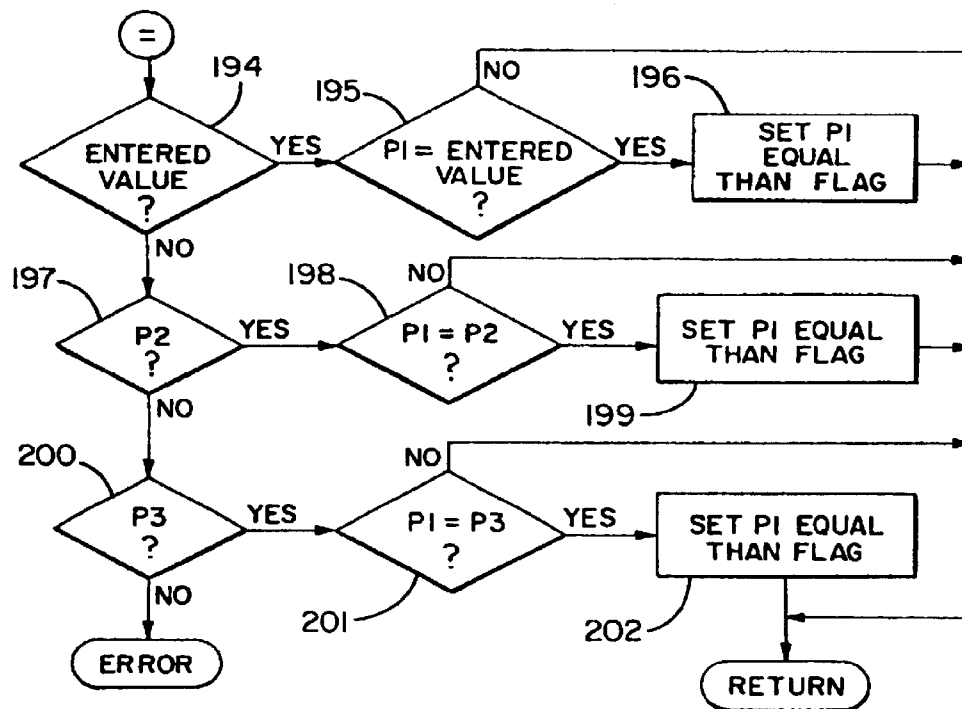 =
194
ENTERED
VALUE
?
YES
195
P1 = ENTERED
VALUE
?
NO
YES
196
SET P1
EQUAL
THAN FLAG
NO
197
P2
?
YES
198
P1 = P2
?
NO
YES
SET P1 EQUAL
THAN FLAG
199
NO
200
P3
?
YES
P1 = P3
?
NO
201
YES
SET P1 EQUAL
THAN FLAG
202
NO
ERROR
RETURN